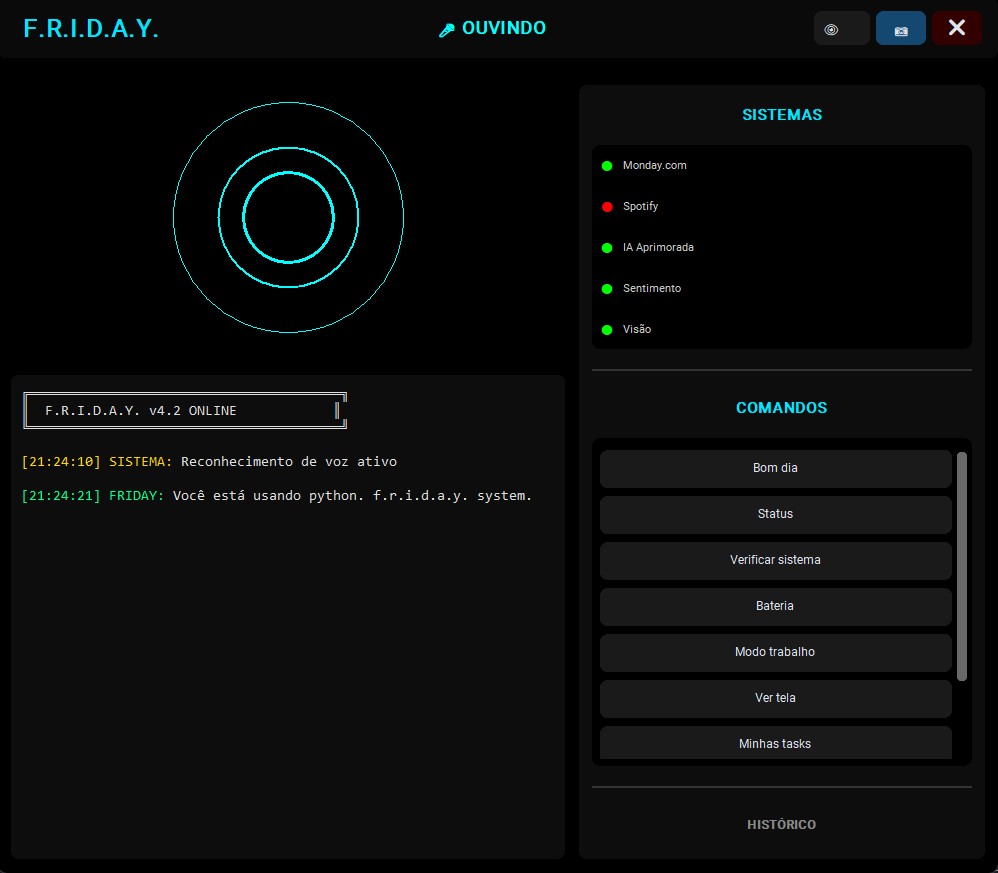 F.R.I.D.A.Y.
OUVINDO
F.R.I.D.A.Y. v4.2 ONLINE
[21:24:10] SISTEMA: Reconhecimento de voz ativo
[21:24:21] FRIDAY: Você está usando python. f.r.i.d.a.y. system.
SISTEMAS
Monday.com
Spotify
IA Aprimorada
Sentimento
Visão
COMANDOS
Bom dia
Status
Verificar sistema
Bateria
Modo trabalho
Ver tela
Minhas tasks
HISTÓRICO